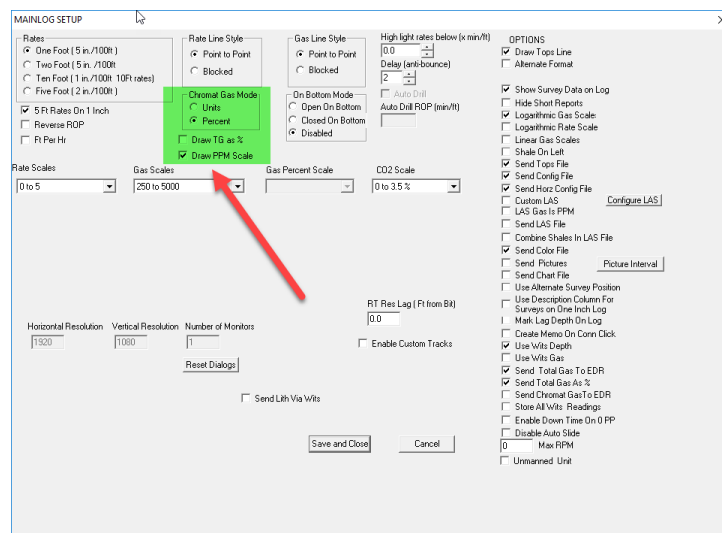 MAINLOG SETUP
Rates
One Foot ( 5 in./100ft )
Two Foot ( 5 in./100ft )
Ten Foot ( 1 in./100ft 10Ft rates)
Five Foot ( 2 in./100ft )
5 Ft Rates On 1 Inch
Reverse ROP
Ft Per Hr
Rate Line Style
Point to Point
Blocked
Chromat Gas Mode
Units
Percent
Draw TG as %
Draw PPM Scale
Gas Line Style
Point to Point
Blocked
On Bottom Mode
Open On Bottom
Closed On Bottom
Disabled
High light rates below (x min/ft)
0.0
Delay (anti-bounce)
2
Auto Drill
Auto Drill ROP (min/ft)
Rate Scales
0 to 5
Gas Scales
250 to 5000
Gas Percent Scale
CO2 Scale
0 to 3.5 %
RT Res Lag ( Ft from Bit)
0.0
Enable Custom Tracks
Horizontal Resolution
1920
Vertical Resolution
1080
Number of Monitors
1
Reset Dialogs
Send Lith Via Wits
Save and Close
Cancel
OPTIONS
Draw Tops Line
Alternate Format
Show Survey Data on Log
Hide Short Reports
Logarithmic Gas Scale:
Logarithmic Rate Scale
Linear Gas Scales
Shale On Left
Send Tops File
Send Config File
Send Horz Config File
Custom LAS
Configure LAS
LAS Gas Is PPM
Send LAS File
Combine Shales In LAS File
Send Color File
Send Pictures
Picture Interval
Send Chart File
Use Alternate Survey Position
Use Description Column For
Surveys on One Inch Log
Mark Lag Depth On Log
Create Memo On Conn Click
Use Wits Depth
Use Wits Gas
Send Total Gas To EDR
Send Total Gas As %
Send Chromat GasTo EDR
Store All Wits Readings
Enable Down Time On 0 PP
Disable Auto Slide
0
Max RPM
Unmanned Unit